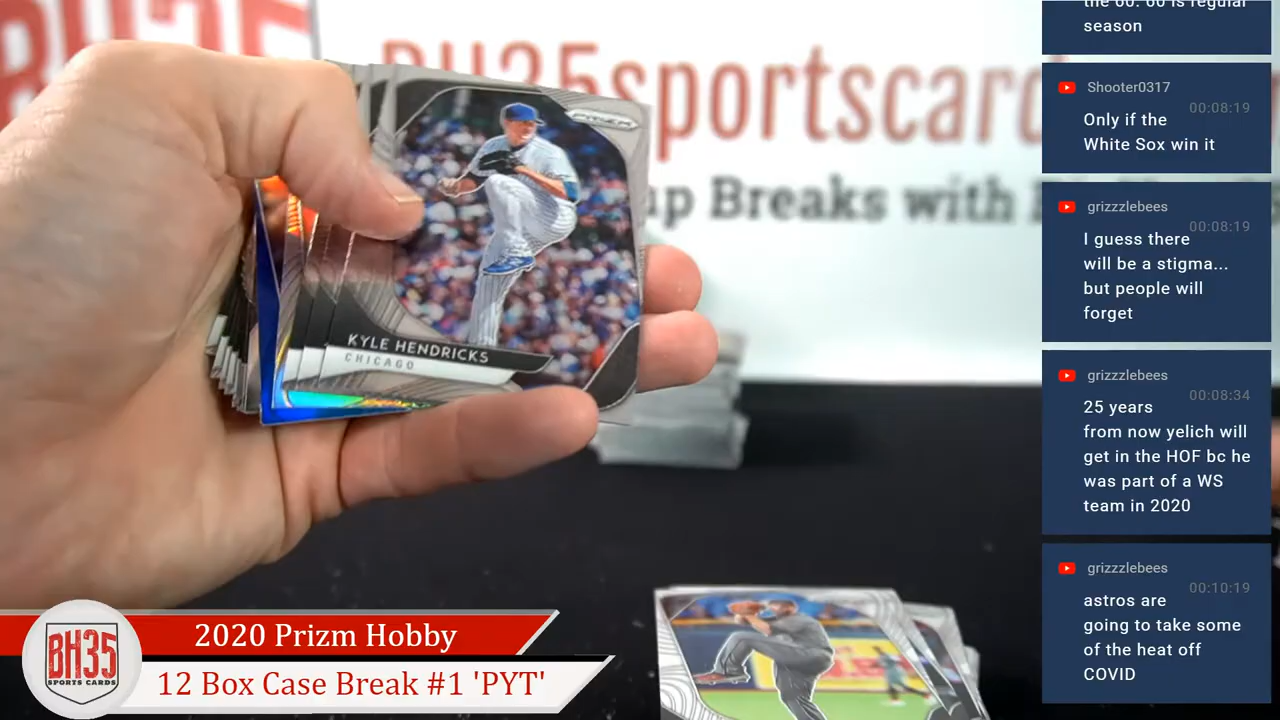 BH35sportscard
up Breaks with
PRIZM
KYLE HENDRICKS
CHICAGO
the 60. 60 is regular
season
Shooter0317
00:08:19
Only if the
White Sox win it
grizzzlebees
00:08:19
I guess there
will be a stigma...
but people will
forget
grizzzlebees
00:08:34
25 years
from now yelich will
get in the HOF bc he
was part of a WS
team in 2020
grizzzlebees
00:10:19
astros are
going to take some
of the heat off
COVID
BH35
SPORTS CARDS
2020 Prizm Hobby
12 Box Case Break #1 'PYT'